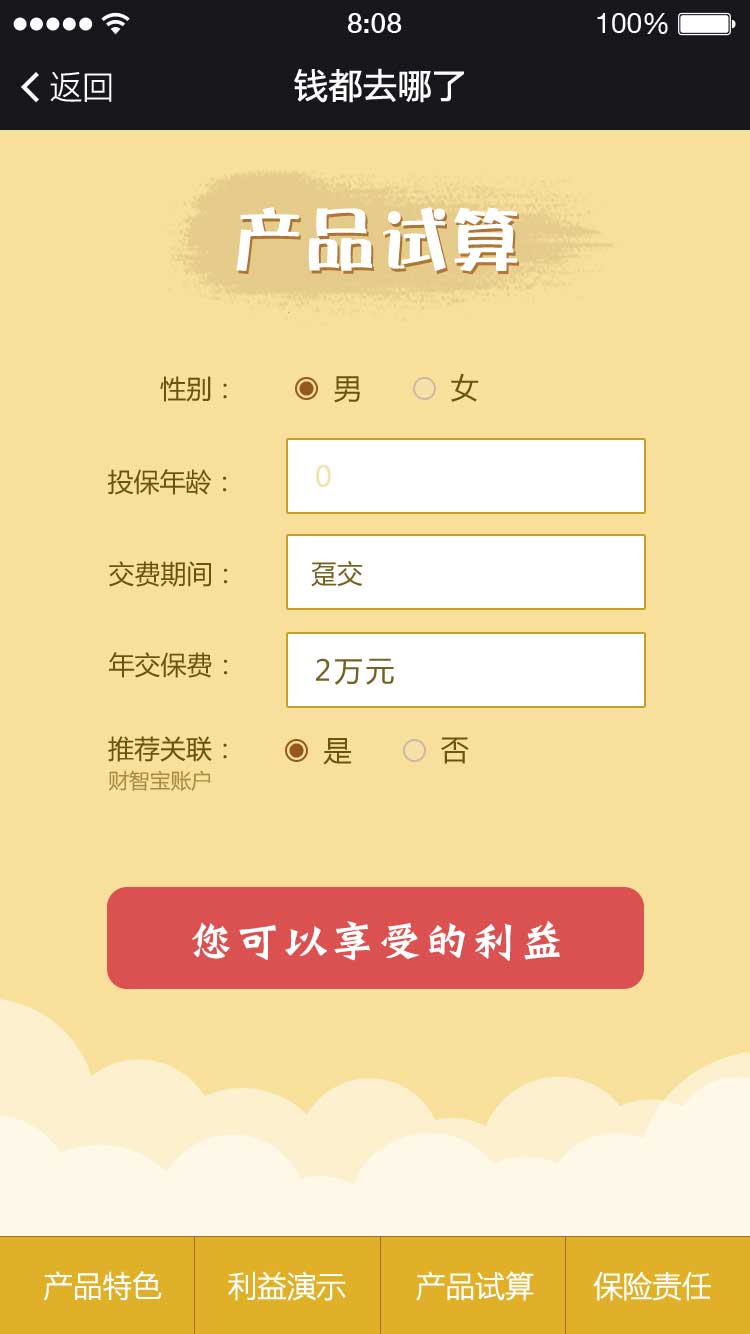 8:08 100%
返回 钱都去哪了
产品试算
性别： 男 女
投保年龄： 0
交费期间： 趸交
年交保费： 2万元
推荐关联： 是 否
财智宝账户
您可以享受的利益
产品特色 利益演示 产品试算 保险责任